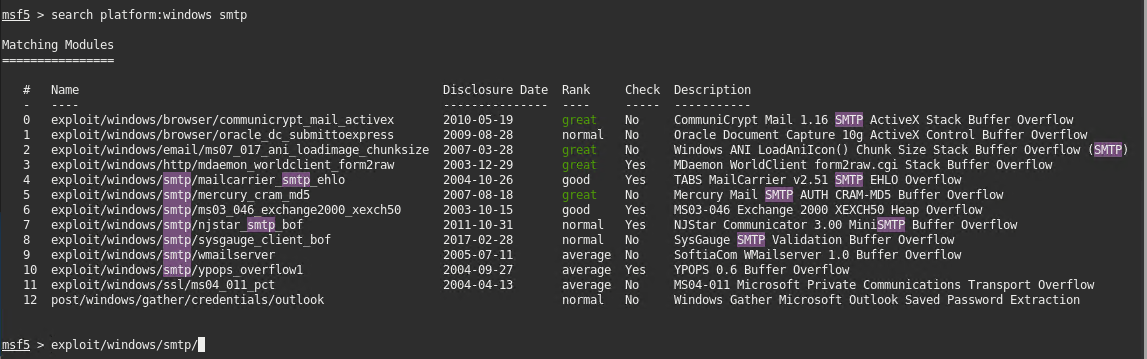 msf5 > search platform:windows smtp
Matching Modules
================
#   Name                                                 Disclosure Date  Rank     Check  Description
-   ----                                                 ---------------  ----     -----  -----------
0   exploit/windows/browser/communicrypt_mail_activex    2010-05-19       great    No     CommuniCrypt Mail 1.16 SMTP ActiveX Stack Buffer Overflow
1   exploit/windows/browser/oracle_dc_submittoexpress    2009-08-28       normal   No     Oracle Document Capture 10g ActiveX Control Buffer Overflow
2   exploit/windows/email/ms07_017_ani_loadimage_chunksize  2007-03-28       great    No     Windows ANI LoadAniIcon() Chunk Size Stack Buffer Overflow (SMTP)
3   exploit/windows/http/mdaemon_worldclient_form2raw    2003-12-29       great    Yes    MDaemon WorldClient form2raw.cgi Stack Buffer Overflow
4   exploit/windows/smtp/mailcarrier_smtp_ehlo           2004-10-26       good     Yes    TABS MailCarrier v2.51 SMTP EHLO Overflow
5   exploit/windows/smtp/mercury_cram_md5                2007-08-18       great    No     Mercury Mail SMTP AUTH CRAM-MD5 Buffer Overflow
6   exploit/windows/smtp/ms03_046_exchange2000_xexch50   2003-10-15       good     Yes    MS03-046 Exchange 2000 XEXCH50 Heap Overflow
7   exploit/windows/smtp/njstar_smtp_bof                 2011-10-31       normal   Yes    NJStar Communicator 3.00 MiniSMTP Buffer Overflow
8   exploit/windows/smtp/sysgauge_client_bof             2017-02-28       normal   No     SysGauge SMTP Validation Buffer Overflow
9   exploit/windows/smtp/wmailserver                     2005-07-11       average  No     SoftiaCom WMailserver 1.0 Buffer Overflow
10  exploit/windows/smtp/ypops_overflow1                 2004-09-27       average  Yes    YPOPS 0.6 Buffer Overflow
11  exploit/windows/ssl/ms04_011_pct                     2004-04-13       average  No     MS04-011 Microsoft Private Communications Transport Overflow
12  post/windows/gather/credentials/outlook                               normal   No     Windows Gather Microsoft Outlook Saved Password Extraction
msf5 > exploit/windows/smtp/